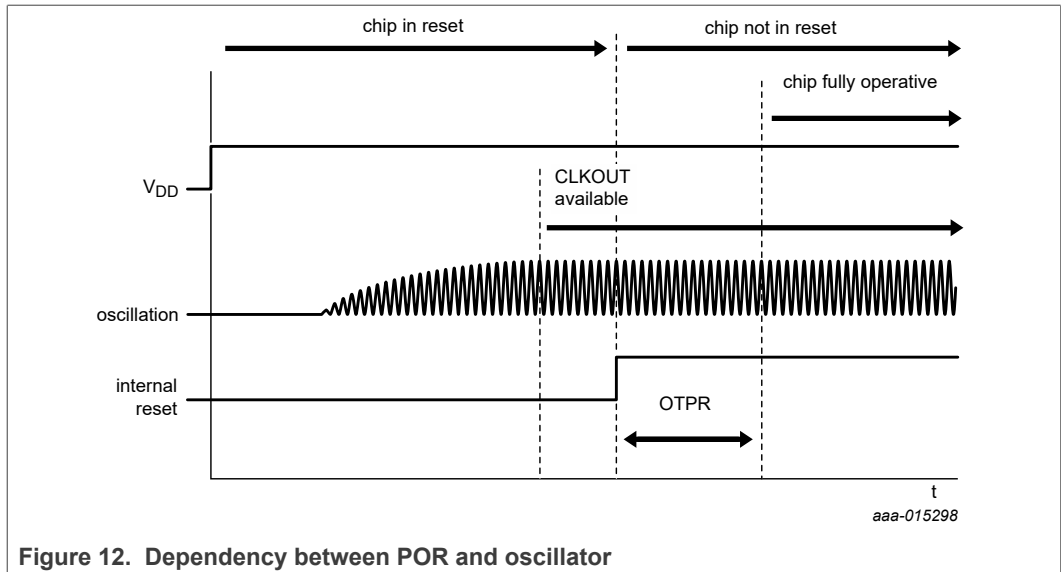 chip in reset
chip not in reset
chip fully operative
VDD
CLKOUT
available
oscillation
internal
reset
OTPR
t
aaa-015298
Figure 12. Dependency between POR and oscillator